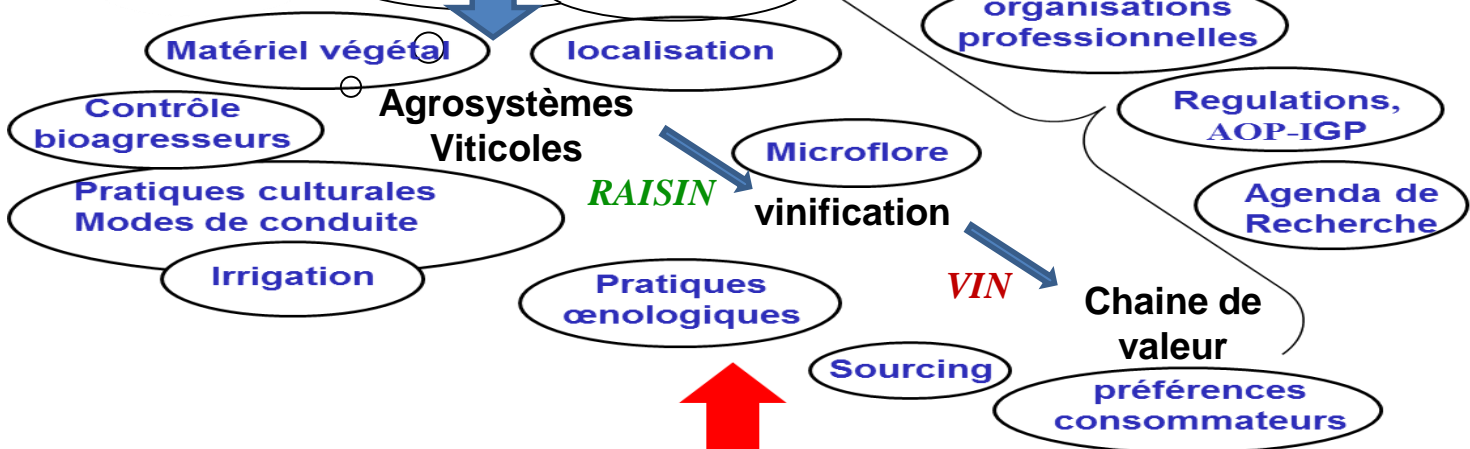 organisations
professionnelles
Matériel végétal
localisation
Agrosystèmes
Viticoles
Contrôle
bioagresseurs
Regulations,
AOP-IGP
Microflore
Pratiques culturales
Modes de conduite
RAISIN
vinification
Agenda de
Recherche
Irrigation
Pratiques
œnologiques
VIN
Chaine de
valeur
Sourcing
préférences
consommateurs